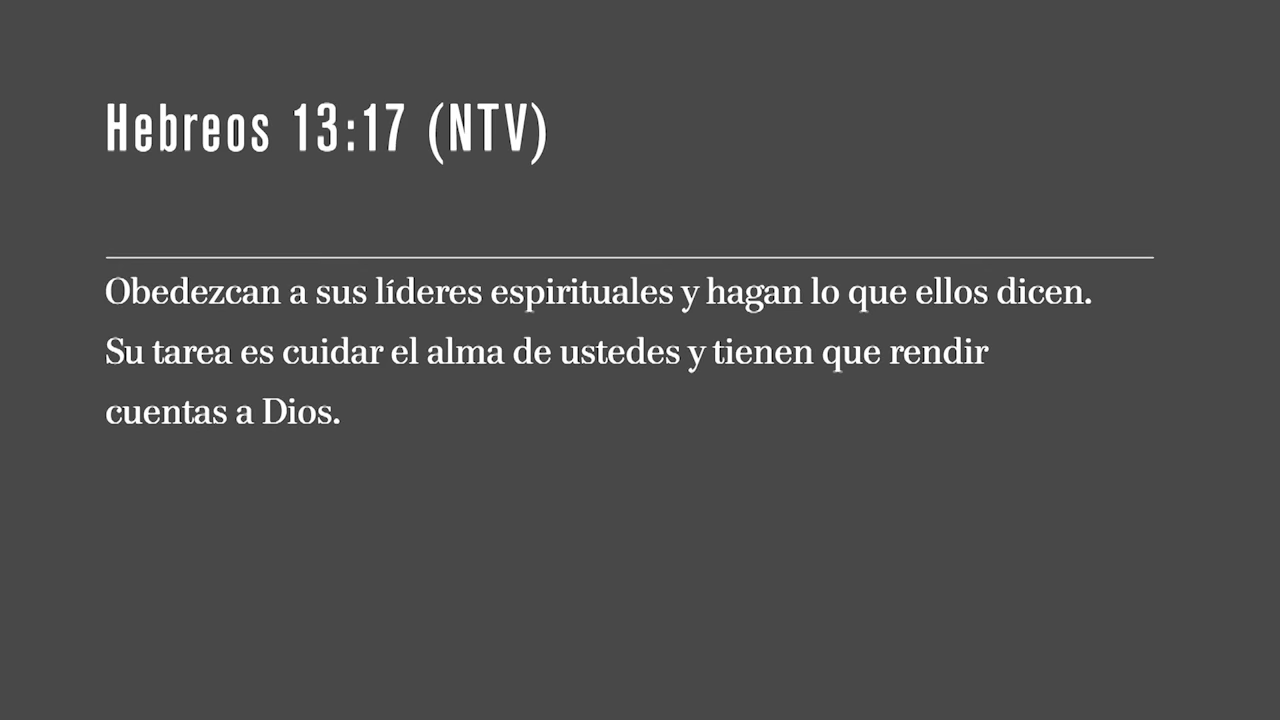 Hebreos 13:17 (NTV)
Obedezcan a sus líderes espirituales y hagan lo que ellos dicen.
Su tarea es cuidar el alma de ustedes y tienen que rendir
cuentas a Dios.